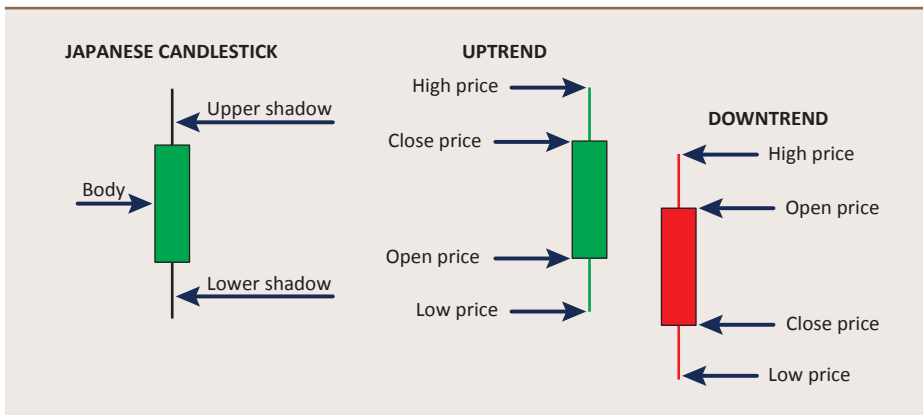 JAPANESE CANDLESTICK
Upper shadow
Body
Lower shadow
UPTREND
High price
Close price
Open price
Low price
DOWNTREND
High price
Open price
Close price
Low price